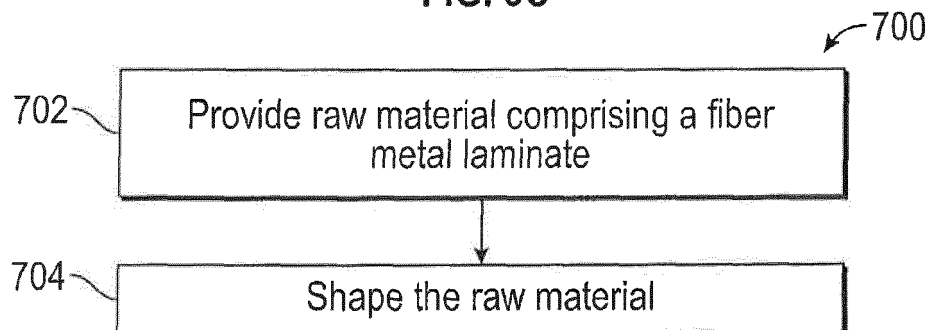 700
702
Provide raw material comprising a fiber
metal laminate
704
Shape the raw material